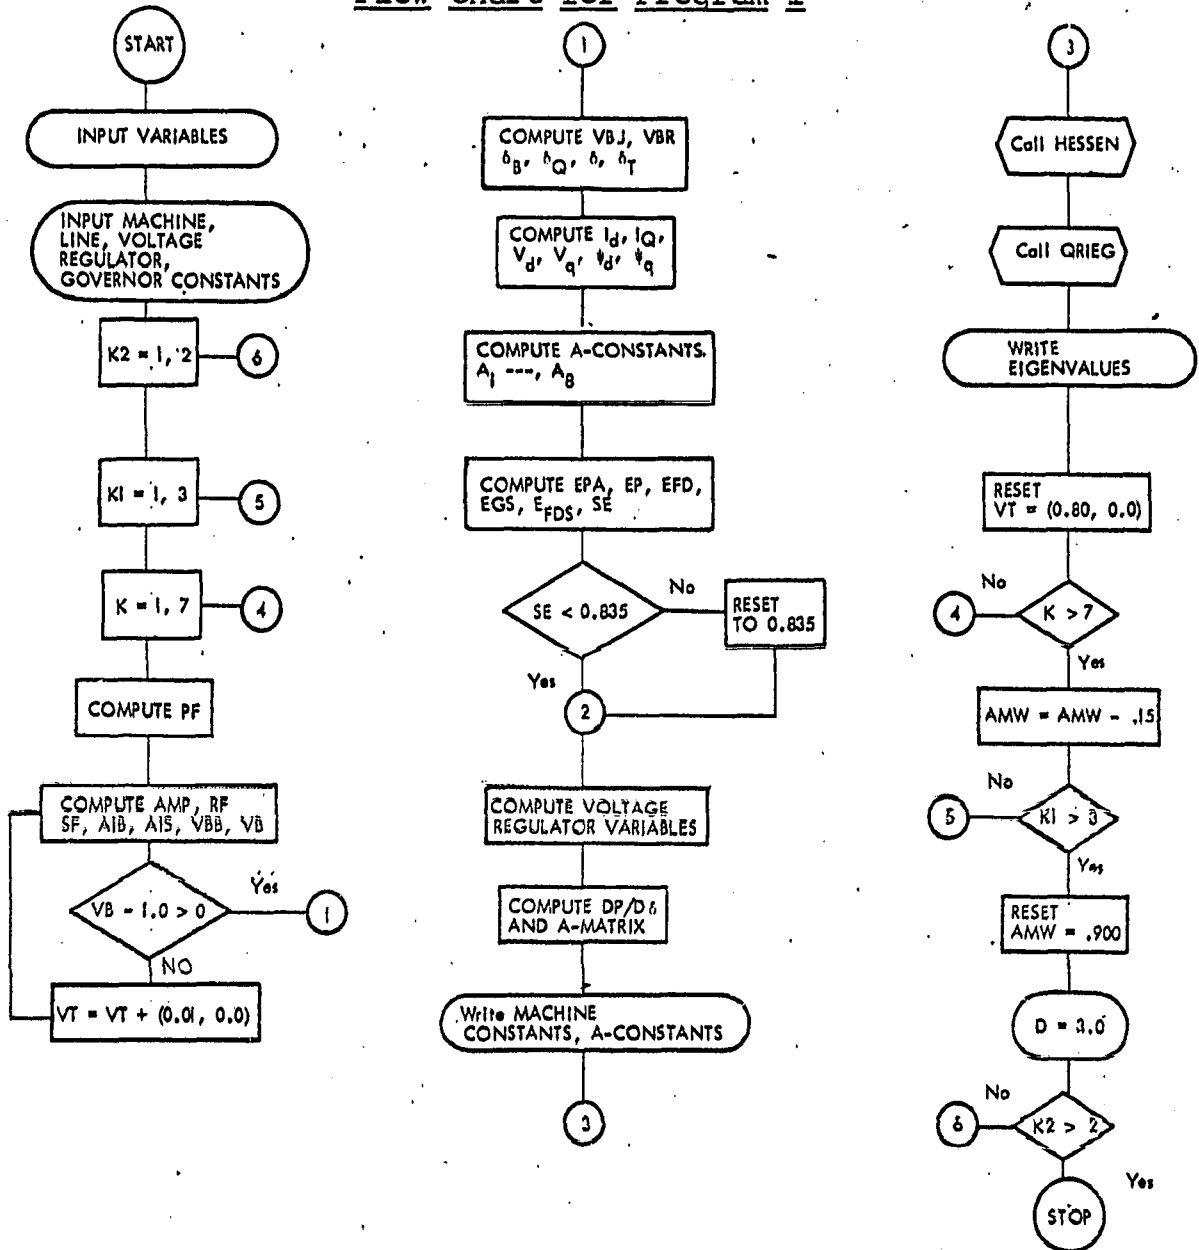 Flow Chart for Program I
START
INPUT VARIABLES
INPUT MACHINE,
LINE, VOLTAGE
REGULATOR,
GOVERNOR CONSTANTS
K2 = 1, 2
6
K1 = 1, 3
5
K = 1, 7
4
COMPUTE PF
COMPUTE AMP, RF
SF, AIB, AIS, VBB, VB
VB - 1.0 > 0
Yes
1
NO
VT = VT + (0.01, 0.0)
1
COMPUTE VBJ, VBR
δB, δQ, δ, δT
COMPUTE Id, IQ,
Vd, Vq, ψd, ψq
COMPUTE A-CONSTANTS.
A1 ---, A8
COMPUTE EPA, EP, EFD,
EGS, EFDS, SE
SE < 0.835
No
RESET
TO 0.835
Yes
2
COMPUTE VOLTAGE
REGULATOR VARIABLES
COMPUTE DP/Dδ
AND A-MATRIX
Write MACHINE
CONSTANTS, A-CONSTANTS
3
3
Call HESSEN
Call QRIEG
WRITE
EIGENVALUES
RESET
VT = (0.80, 0.0)
No
4
K > 7
Yes
AMW = AMW - .15
No
5
K1 > 3
Yes
RESET
AMW = .900
D = 3.0
No
6
K2 > 2
Yes
STOP